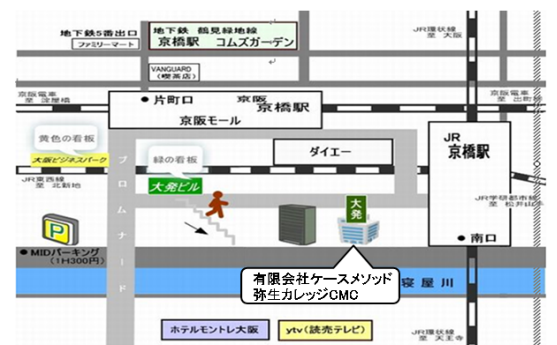 地下鉄5番出口
ファミリーマート
地下鉄 鶴見緑地線
京橋駅 コムズガーデン
JR環状線
至 大阪
VANGUARD
(喫茶店)
京阪電車
至 淀屋橋
● 片町口
京阪
京橋駅
京阪モール
京阪電車
至 出町柳
黄色の看板
大阪ビジネスパーク
緑の看板
大発ビル
ダイエー
JR
京橋駅
JR東西線
至 北新地
プロムナード
大発
JR学研都市線
至 松井山手
P
● MIDパーキング
(1H300円)
● 南口
有限会社ケースメソッド
弥生カレッジCMC
寝屋川
ホテルモントレ大阪
ytv(読売テレビ)
JR環状線
至 天王寺